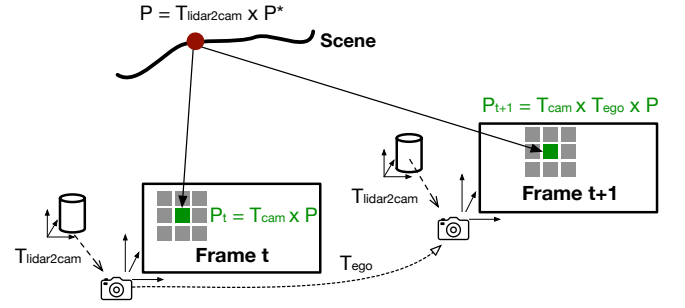 P = Tlidar2cam x P*
Scene
Pt+1 = Tcam x Tego x P
Tlidar2cam
Frame t+1
Pt = Tcam x P
Tlidar2cam
Frame t
Tego